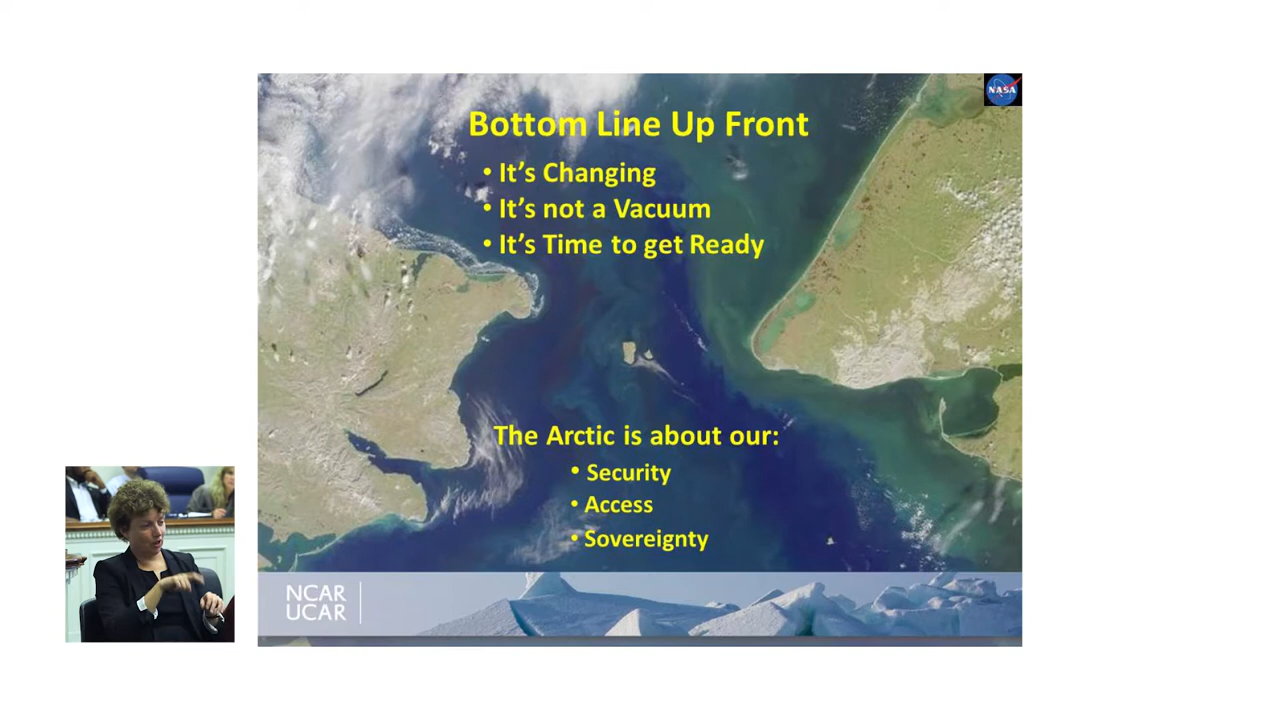 NASA
Bottom Line Up Front
• It’s Changing
• It’s not a Vacuum
• It’s Time to get Ready
The Arctic is about our:
• Security
• Access
• Sovereignty
NCAR
UCAR